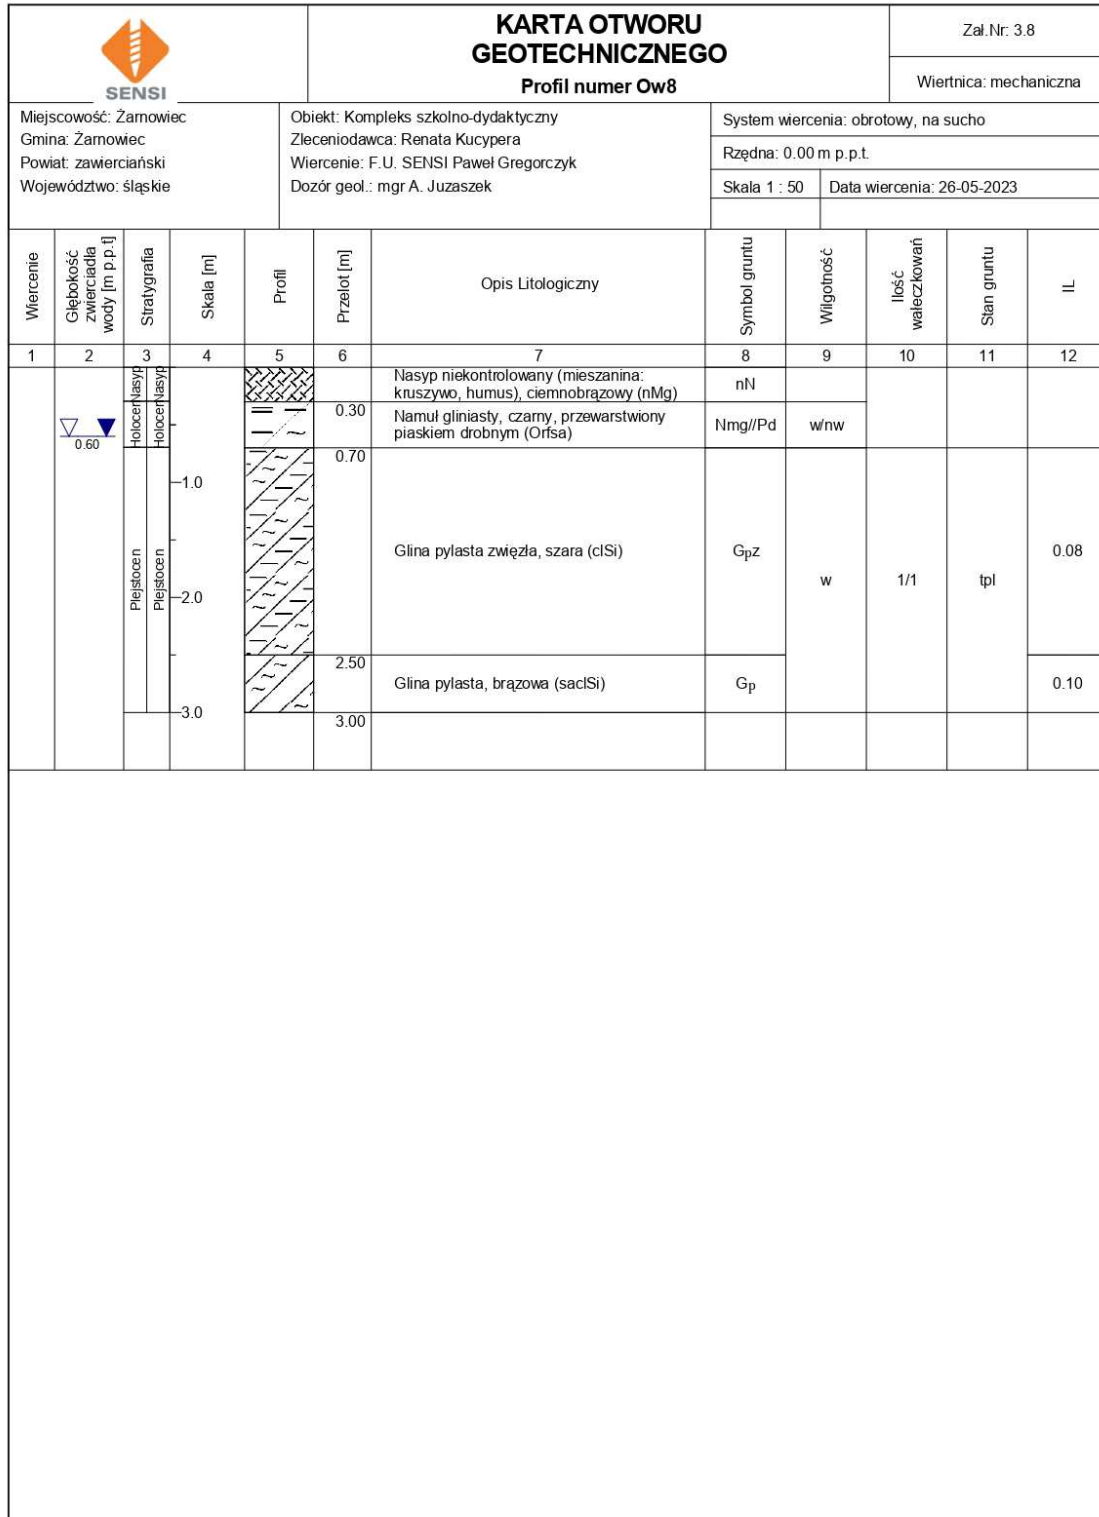 SENSI
KARTA OTWORU
GEOTECHNICZNEGO
Profil numer Ow8
Zał.Nr: 3.8
Wiertnica: mechaniczna
Miejscowość: Żarnowiec
Gmina: Żarnowiec
Powiat: zawierciański
Województwo: śląskie
Obiekt: Kompleks szkolno-dydaktyczny
Zleceniodawca: Renata Kucypera
Wiercenie: F.U. SENSI Paweł Gregorczyk
Dozór geol.: mgr A. Juzaszek
System wiercenia: obrotowy, na sucho
Rzędna: 0.00 m p.p.t.
Skala 1 : 50
Data wiercenia: 26-05-2023
Wiercenie
Głębokość
zwierciadła
wody [m p.p.t]
Stratygrafia
Skala [m]
Profil
Przelot [m]
Opis Litologiczny
Symbol gruntu
Wilgotność
Ilość
wałeczkowań
Stan gruntu
IL
1 2 3 4 5 6 7 8 9 10 11 12
Nasyp Nasyp
Nasyp niekontrolowany (mieszanina:
kruszywo, humus), ciemnobrązowy (nMg)
nN
0.60
Holocen Holocen
0.30
Namuł gliniasty, czarny, przewarstwiony
piaskiem drobnym (Orfsa)
Nmg//Pd
w/nw
0.70
1.0
Plejstocen Plejstocen
2.0
Glina pylasta zwięzła, szara (clSi)
Gpz
w
1/1
tpl
0.08
2.50
Glina pylasta, brązowa (saclSi)
Gp
0.10
3.0
3.00